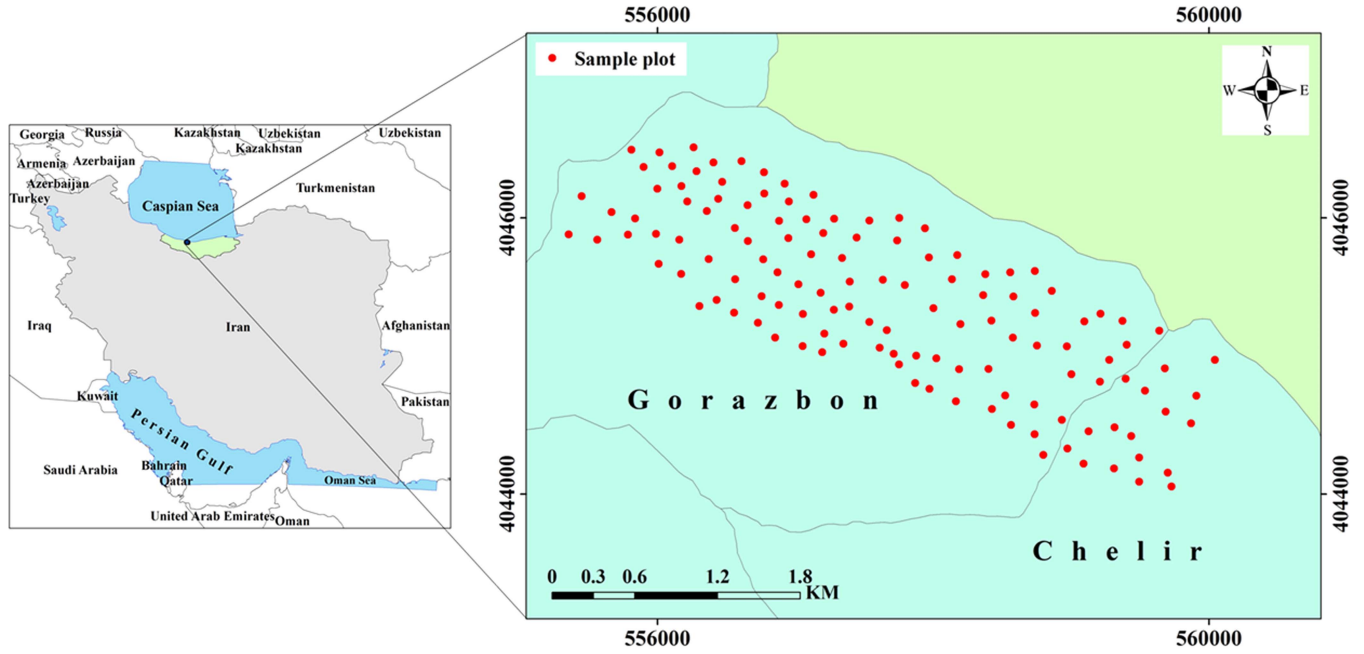 Georgia
Russia
Kazakhstan
Uzbekistan
Uzbekistan
Kazakhstan
Armenia
Azerbaijan
Azerbaijan
Turkey
Turkmenistan
Caspian Sea
Iraq
Iran
Afghanistan
Kuwait
Pakistan
Persian Gulf
Saudi Arabia
Bahrain
Qatar
Oman Sea
United Arab Emirates
Oman
556000
560000
Sample plot
N
W
E
S
4046000
4046000
Gorazbon
4044000
4044000
Chelir
0 0.3 0.6 1.2 1.8
KM
556000
560000